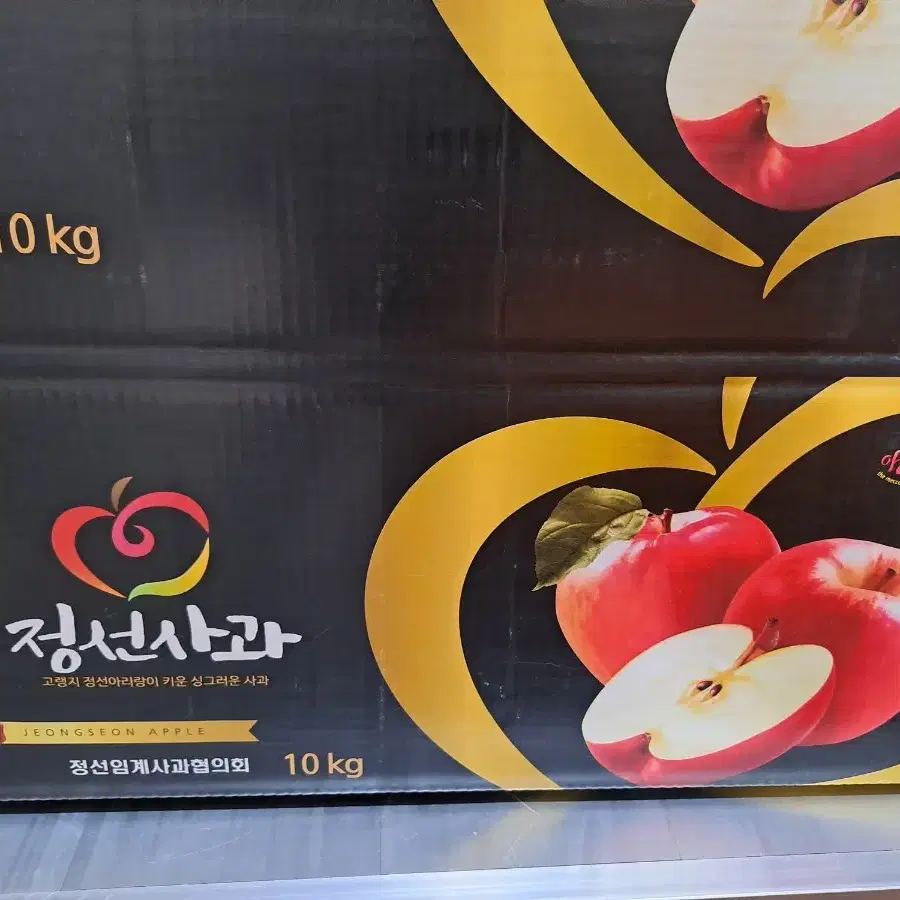 10 kg
정선사과
고랭지 정선아리랑이 키운 싱그러운 사과
JEONGSEON APPLE
정선임계사과협의회 10 kg